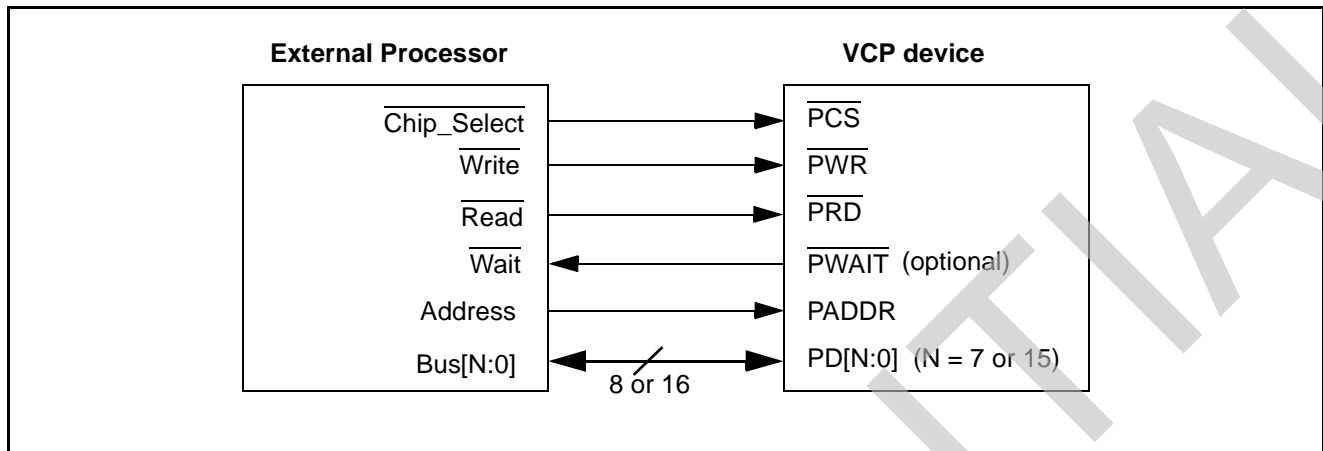 External Processor VCP device
Chip_Select PCS
Write PWR
Read PRD
Wait PWAIT (optional)
Address PADDR
Bus[N:0] PD[N:0] (N = 7 or 15)
8 or 16
ITIAL